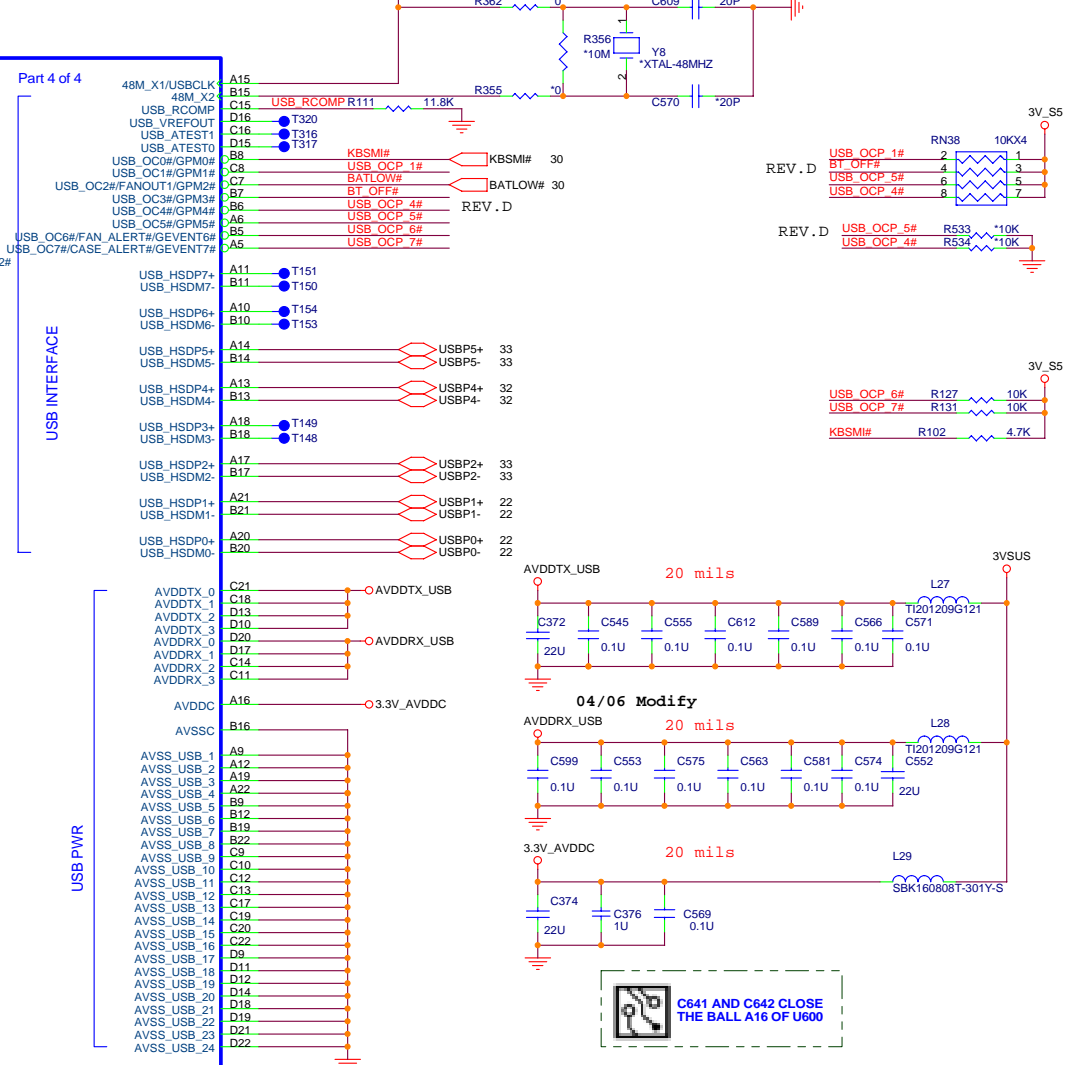 R362 0 C609 20P
R356
*10M
1
2
Y8
*XTAL-48MHZ
R355 *0 C570 *20P
Part 4 of 4
48M_X1/USBCLK A15
48M_X2 B15
USB_RCOMP C15 USB_RCOMP R111 11.8K
USB_VREFOUT D16 T320
USB_ATEST1 C16 T316
USB_ATEST0 D15 T317
USB_OC0#/GPM0# B8 KBSMI# KBSMI# 30
USB_OC1#/GPM1# C8 USB_OCP_1#
USB_OC2#/FANOUT1/GPM2# C7 BATLOW# BATLOW# 30
USB_OC3#/GPM3# B7 BT_OFF#
USB_OC4#/GPM4# B6 USB_OCP_4# REV.D
USB_OC5#/GPM5# A6 USB_OCP_5#
USB_OC6#/FAN_ALERT#/GEVENT6# B5 USB_OCP_6#
USB_OC7#/CASE_ALERT#/GEVENT7# A5 USB_OCP_7#
2#
USB_HSDP7+ A11 T151
USB_HSDM7- B11 T150
USB_HSDP6+ A10 T154
USB_HSDM6- B10 T153
USB_HSDP5+ A14 USBP5+ 33
USB_HSDM5- B14 USBP5- 33
USB_HSDP4+ A13 USBP4+ 32
USB_HSDM4- B13 USBP4- 32
USB_HSDP3+ A18 T149
USB_HSDM3- B18 T148
USB_HSDP2+ A17 USBP2+ 33
USB_HSDM2- B17 USBP2- 33
USB_HSDP1+ A21 USBP1+ 22
USB_HSDM1- B21 USBP1- 22
USB_HSDP0+ A20 USBP0+ 22
USB_HSDM0- B20 USBP0- 22
USB INTERFACE
AVDDTX_0 C21 AVDDTX_USB
AVDDTX_1 C18
AVDDTX_2 D13
AVDDTX_3 D10
AVDDRX_0 D20 AVDDRX_USB
AVDDRX_1 D17
AVDDRX_2 C14
AVDDRX_3 C11
AVDDC A16 3.3V_AVDDC
AVSSC B16
AVSS_USB_1 A9
AVSS_USB_2 A12
AVSS_USB_3 A19
AVSS_USB_4 A22
AVSS_USB_5 B9
AVSS_USB_6 B12
AVSS_USB_7 B19
AVSS_USB_8 B22
AVSS_USB_9 C9
AVSS_USB_10 C10
AVSS_USB_11 C12
AVSS_USB_12 C13
AVSS_USB_13 C17
AVSS_USB_14 C19
AVSS_USB_15 C20
AVSS_USB_16 C22
AVSS_USB_17 D9
AVSS_USB_18 D11
AVSS_USB_19 D12
AVSS_USB_20 D14
AVSS_USB_21 D18
AVSS_USB_22 D19
AVSS_USB_23 D21
AVSS_USB_24 D22
USB PWR
3V_S5
RN38 10KX4
REV.D
USB_OCP_1# 2 1
BT_OFF# 4 3
USB_OCP_5# 6 5
USB_OCP_4# 8 7
REV.D
USB_OCP_5# R533 *10K
USB_OCP_4# R534 *10K
3V_S5
USB_OCP_6# R127 10K
USB_OCP_7# R131 10K
KBSMI# R102 4.7K
AVDDTX_USB 20 mils 3VSUS
L27
TI201209G121
C372 C545 C555 C612 C589 C566 C571
22U 0.1U 0.1U 0.1U 0.1U 0.1U 0.1U
04/06 Modify
AVDDRX_USB 20 mils
L28
TI201209G121
C599 C553 C575 C563 C581 C574 C552
0.1U 0.1U 0.1U 0.1U 0.1U 0.1U 22U
3.3V_AVDDC 20 mils
L29
SBK160808T-301Y-S
C374 C376 C569
22U 1U 0.1U
C641 AND C642 CLOSE
THE BALL A16 OF U600